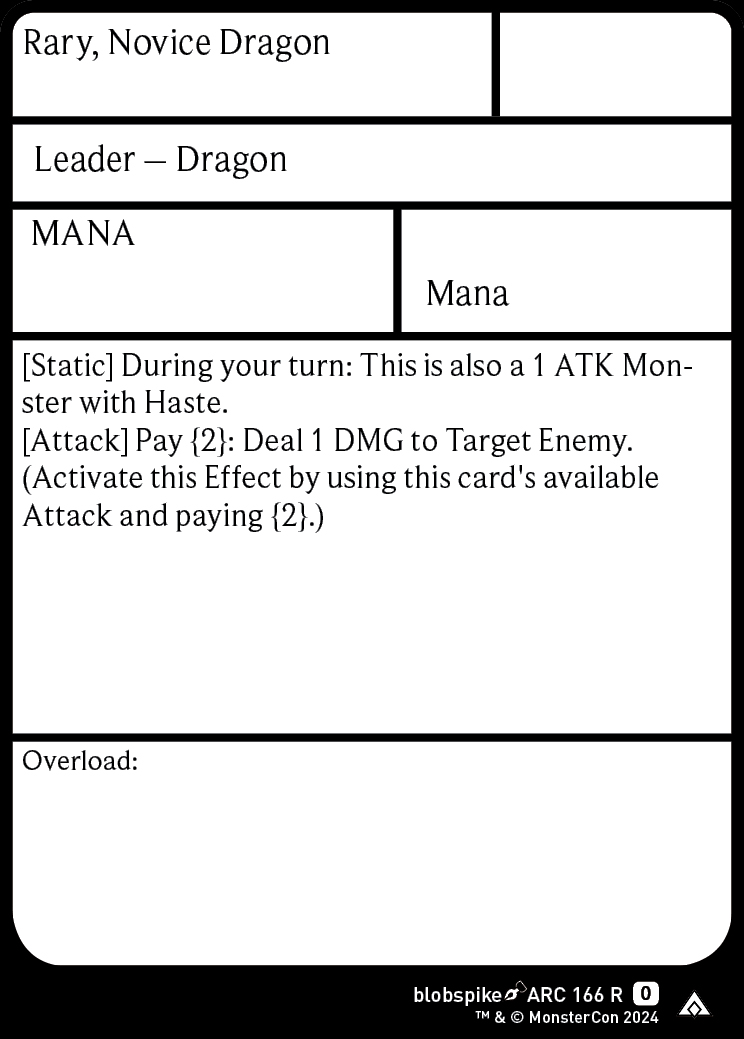 Rary, Novice Dragon
Leader – Dragon
MANA
Mana
[Static] During your turn: This is also a 1 ATK Mon-
ster with Haste.
[Attack] Pay {2}: Deal 1 DMG to Target Enemy.
(Activate this Effect by using this card's available
Attack and paying {2}.)
Overload:
blobspike ARC 166 R 0
™ & © MonsterCon 2024